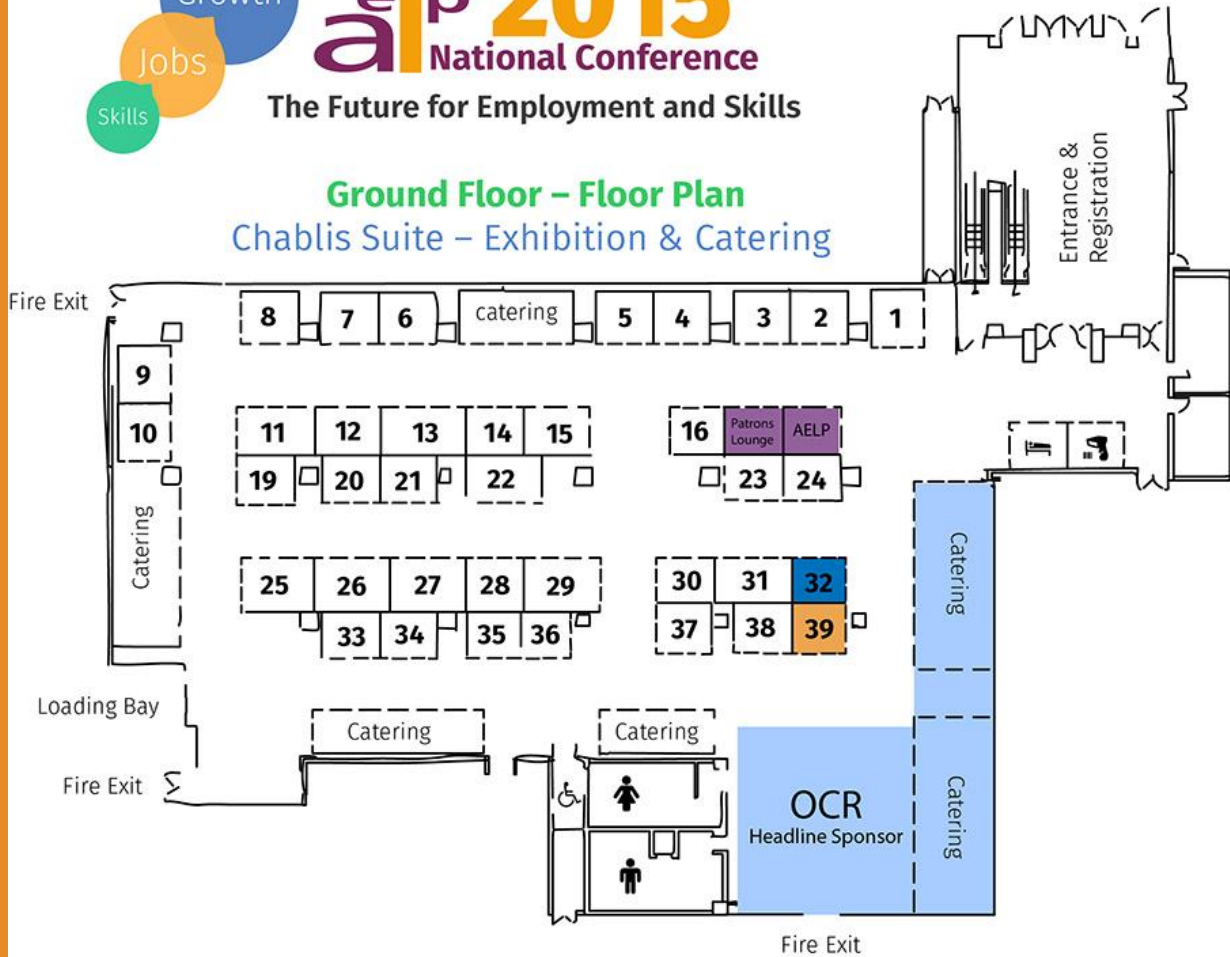 Growth
Jobs
Skills
aelp 2015
National Conference
The Future for Employment and Skills
Ground Floor – Floor Plan
Chablis Suite – Exhibition & Catering
Entrance &
Registration
Fire Exit
8 7 6 catering 5 4 3 2 1
9
10
11 12 13 14 15 16 Patrons Lounge AELP
19 20 21 22 23 24
Catering
Catering
25 26 27 28 29 30 31 32
33 34 35 36 37 38 39
Loading Bay
Catering
Catering
Fire Exit
OCR
Headline Sponsor
Catering
Fire Exit